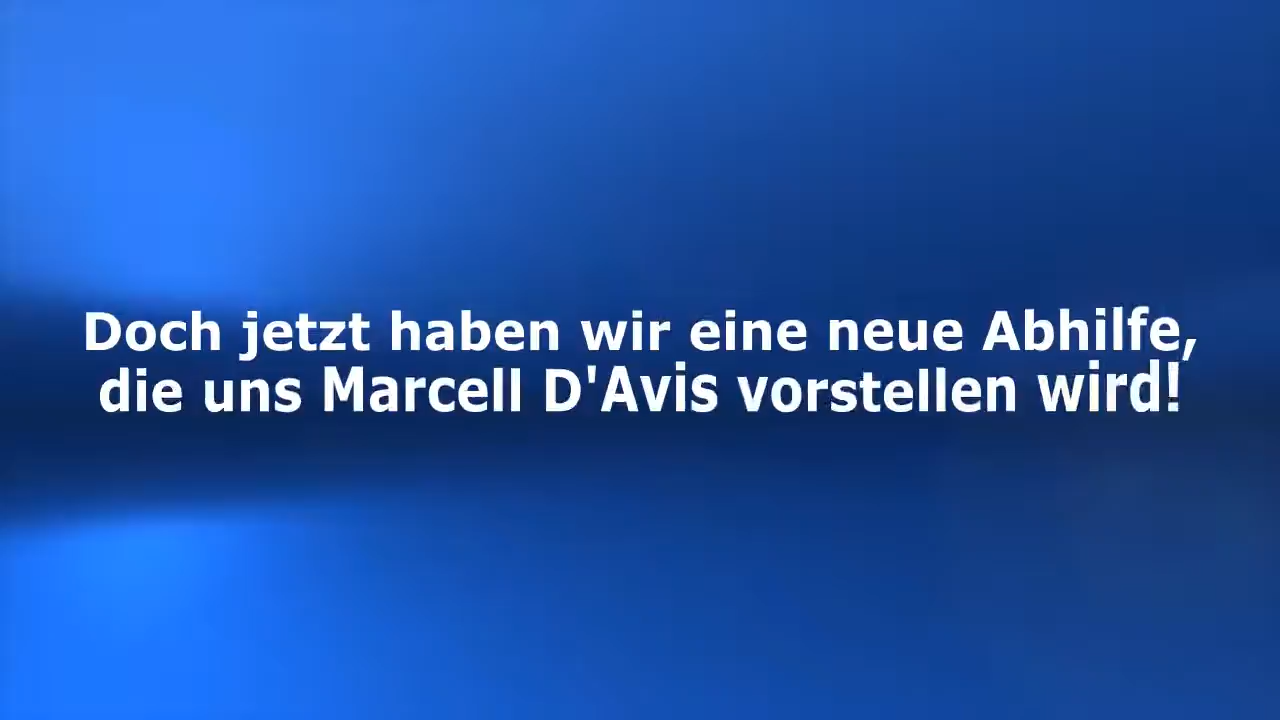 Doch jetzt haben wir eine neue Abhilfe,
die uns Marcell D'Avis vorstellen wird!